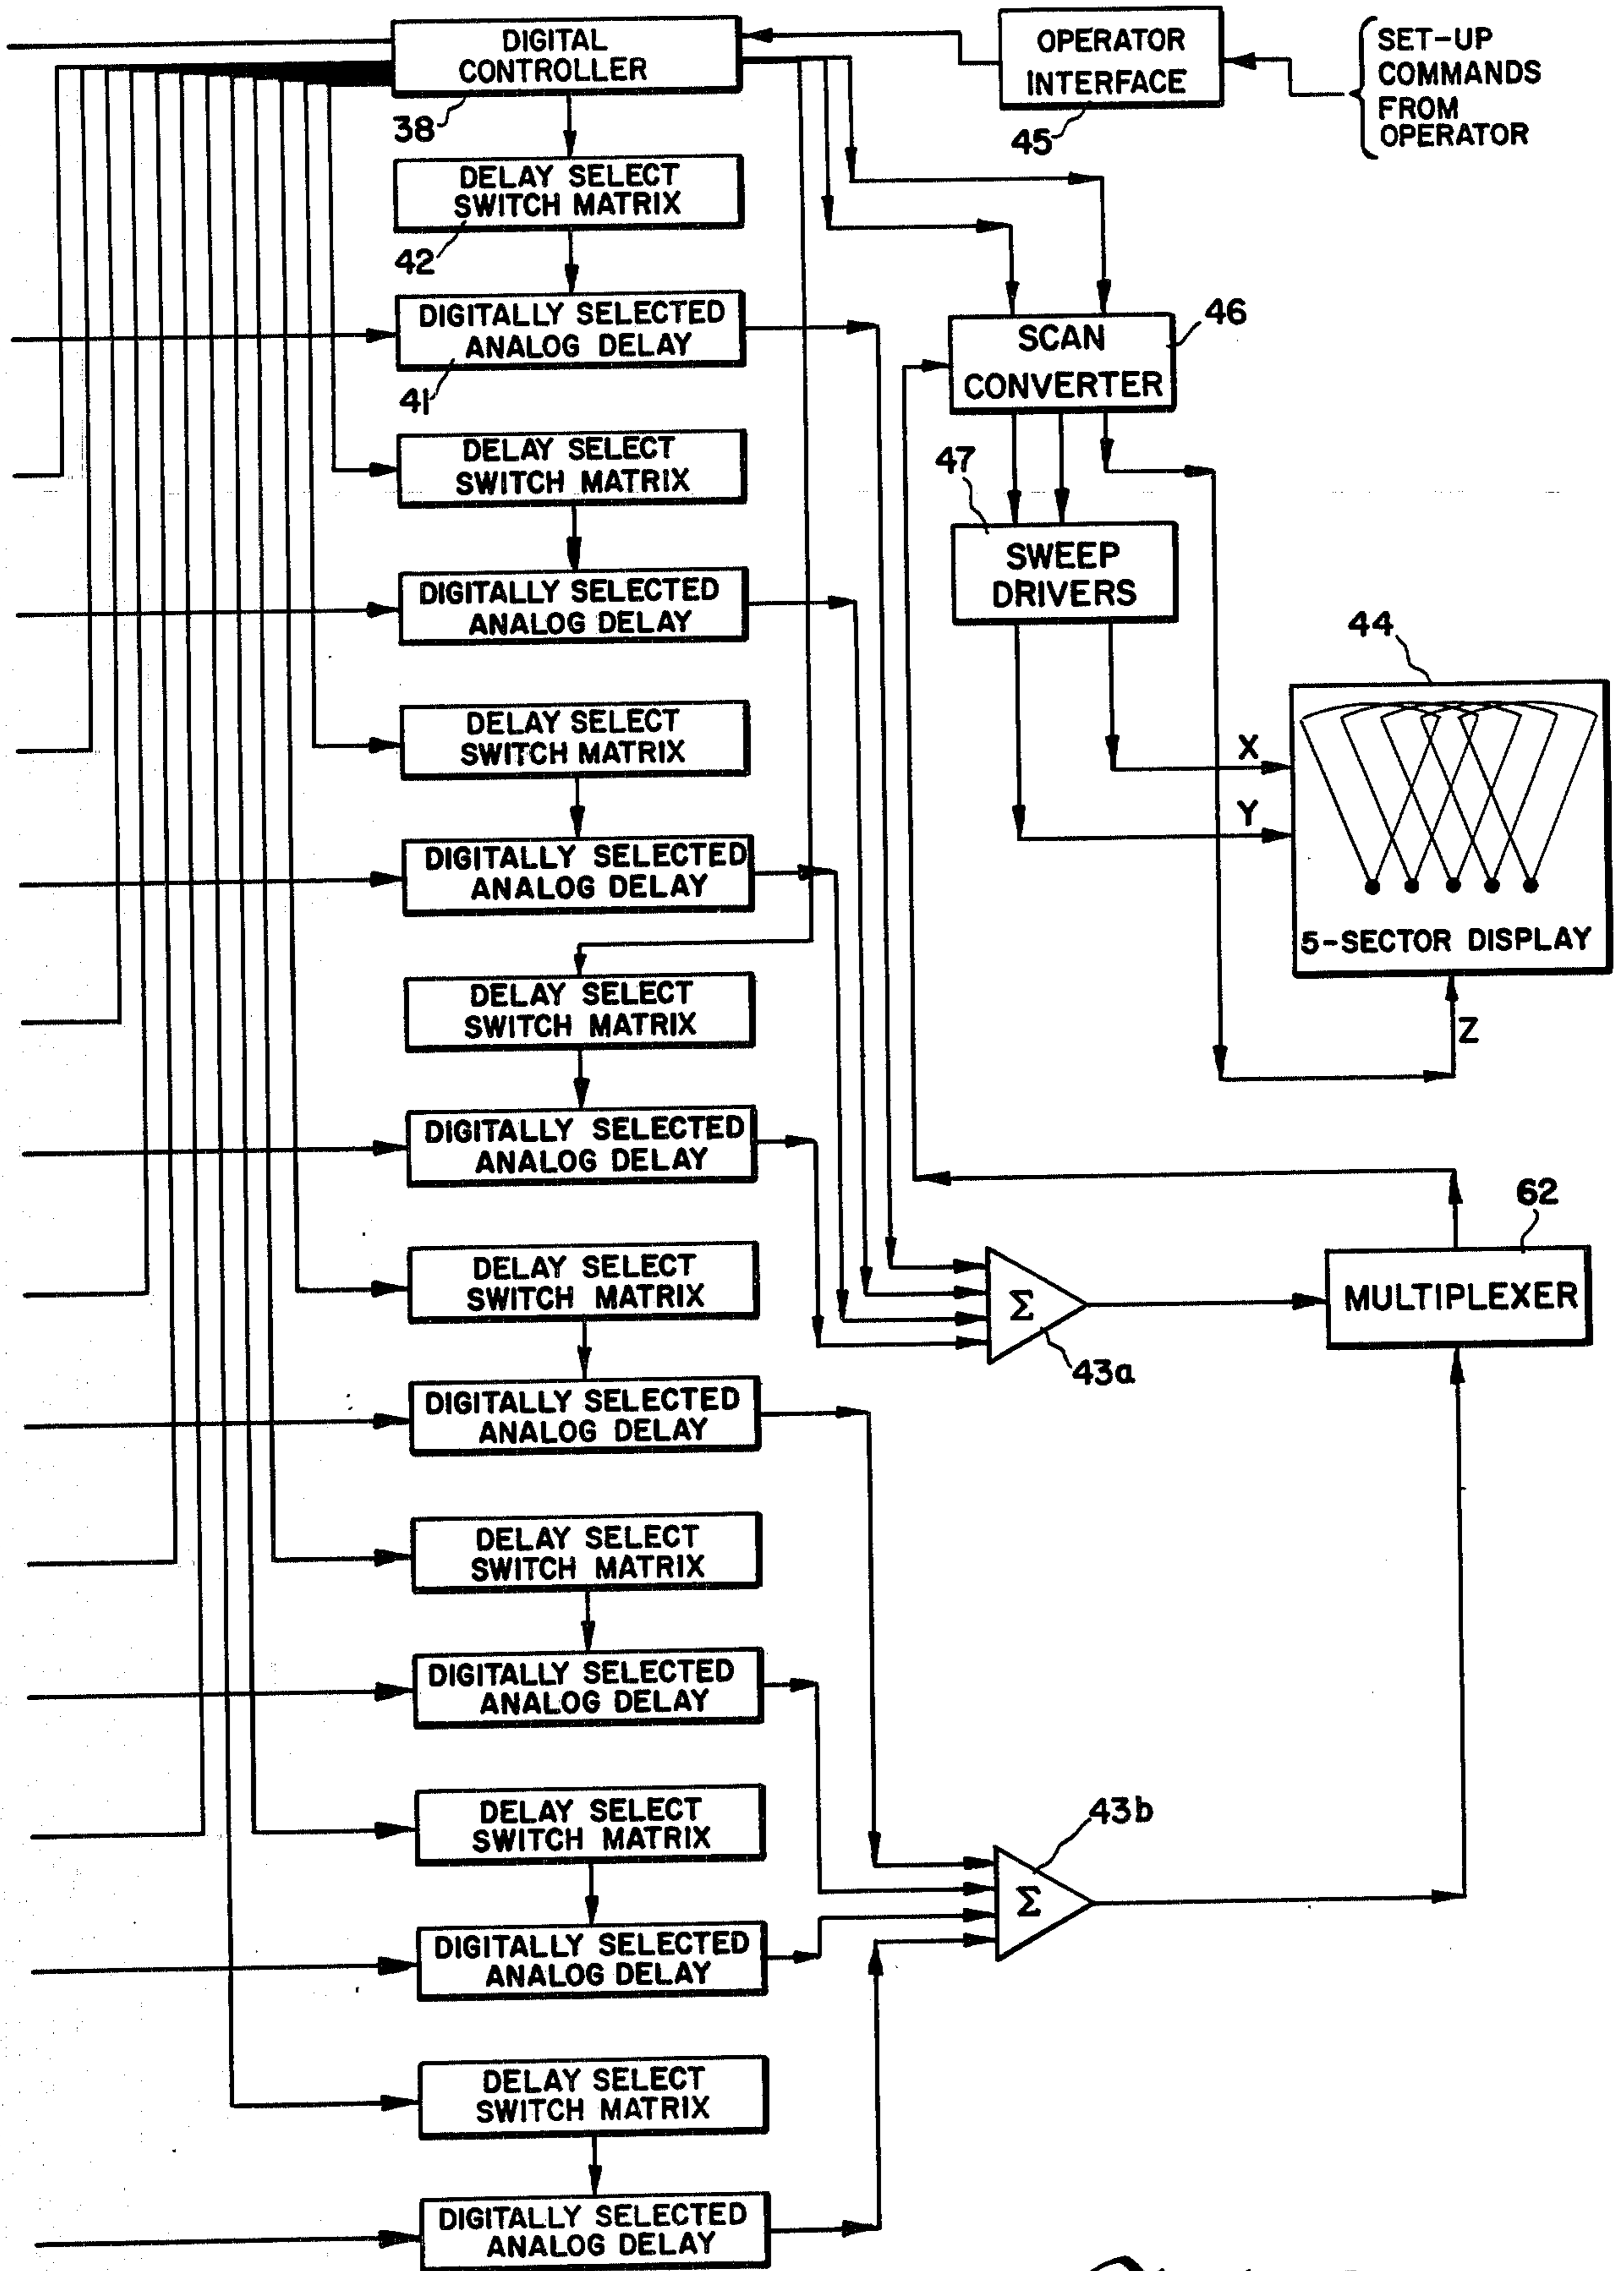 DIGITAL
CONTROLLER
38
OPERATOR
INTERFACE
45
SET-UP
COMMANDS
FROM
OPERATOR
DELAY SELECT
SWITCH MATRIX
42
DIGITALLY SELECTED
ANALOG DELAY
41
SCAN
CONVERTER
46
DELAY SELECT
SWITCH MATRIX
47
SWEEP
DRIVERS
DIGITALLY SELECTED
ANALOG DELAY
44
DELAY SELECT
SWITCH MATRIX
X
Y
DIGITALLY SELECTED
ANALOG DELAY
5-SECTOR DISPLAY
Z
DELAY SELECT
SWITCH MATRIX
DIGITALLY SELECTED
ANALOG DELAY
62
MULTIPLEXER
DELAY SELECT
SWITCH MATRIX
Σ
43a
DIGITALLY SELECTED
ANALOG DELAY
DELAY SELECT
SWITCH MATRIX
DIGITALLY SELECTED
ANALOG DELAY
DELAY SELECT
SWITCH MATRIX
43b
Σ
DIGITALLY SELECTED
ANALOG DELAY
DELAY SELECT
SWITCH MATRIX
DIGITALLY SELECTED
ANALOG DELAY